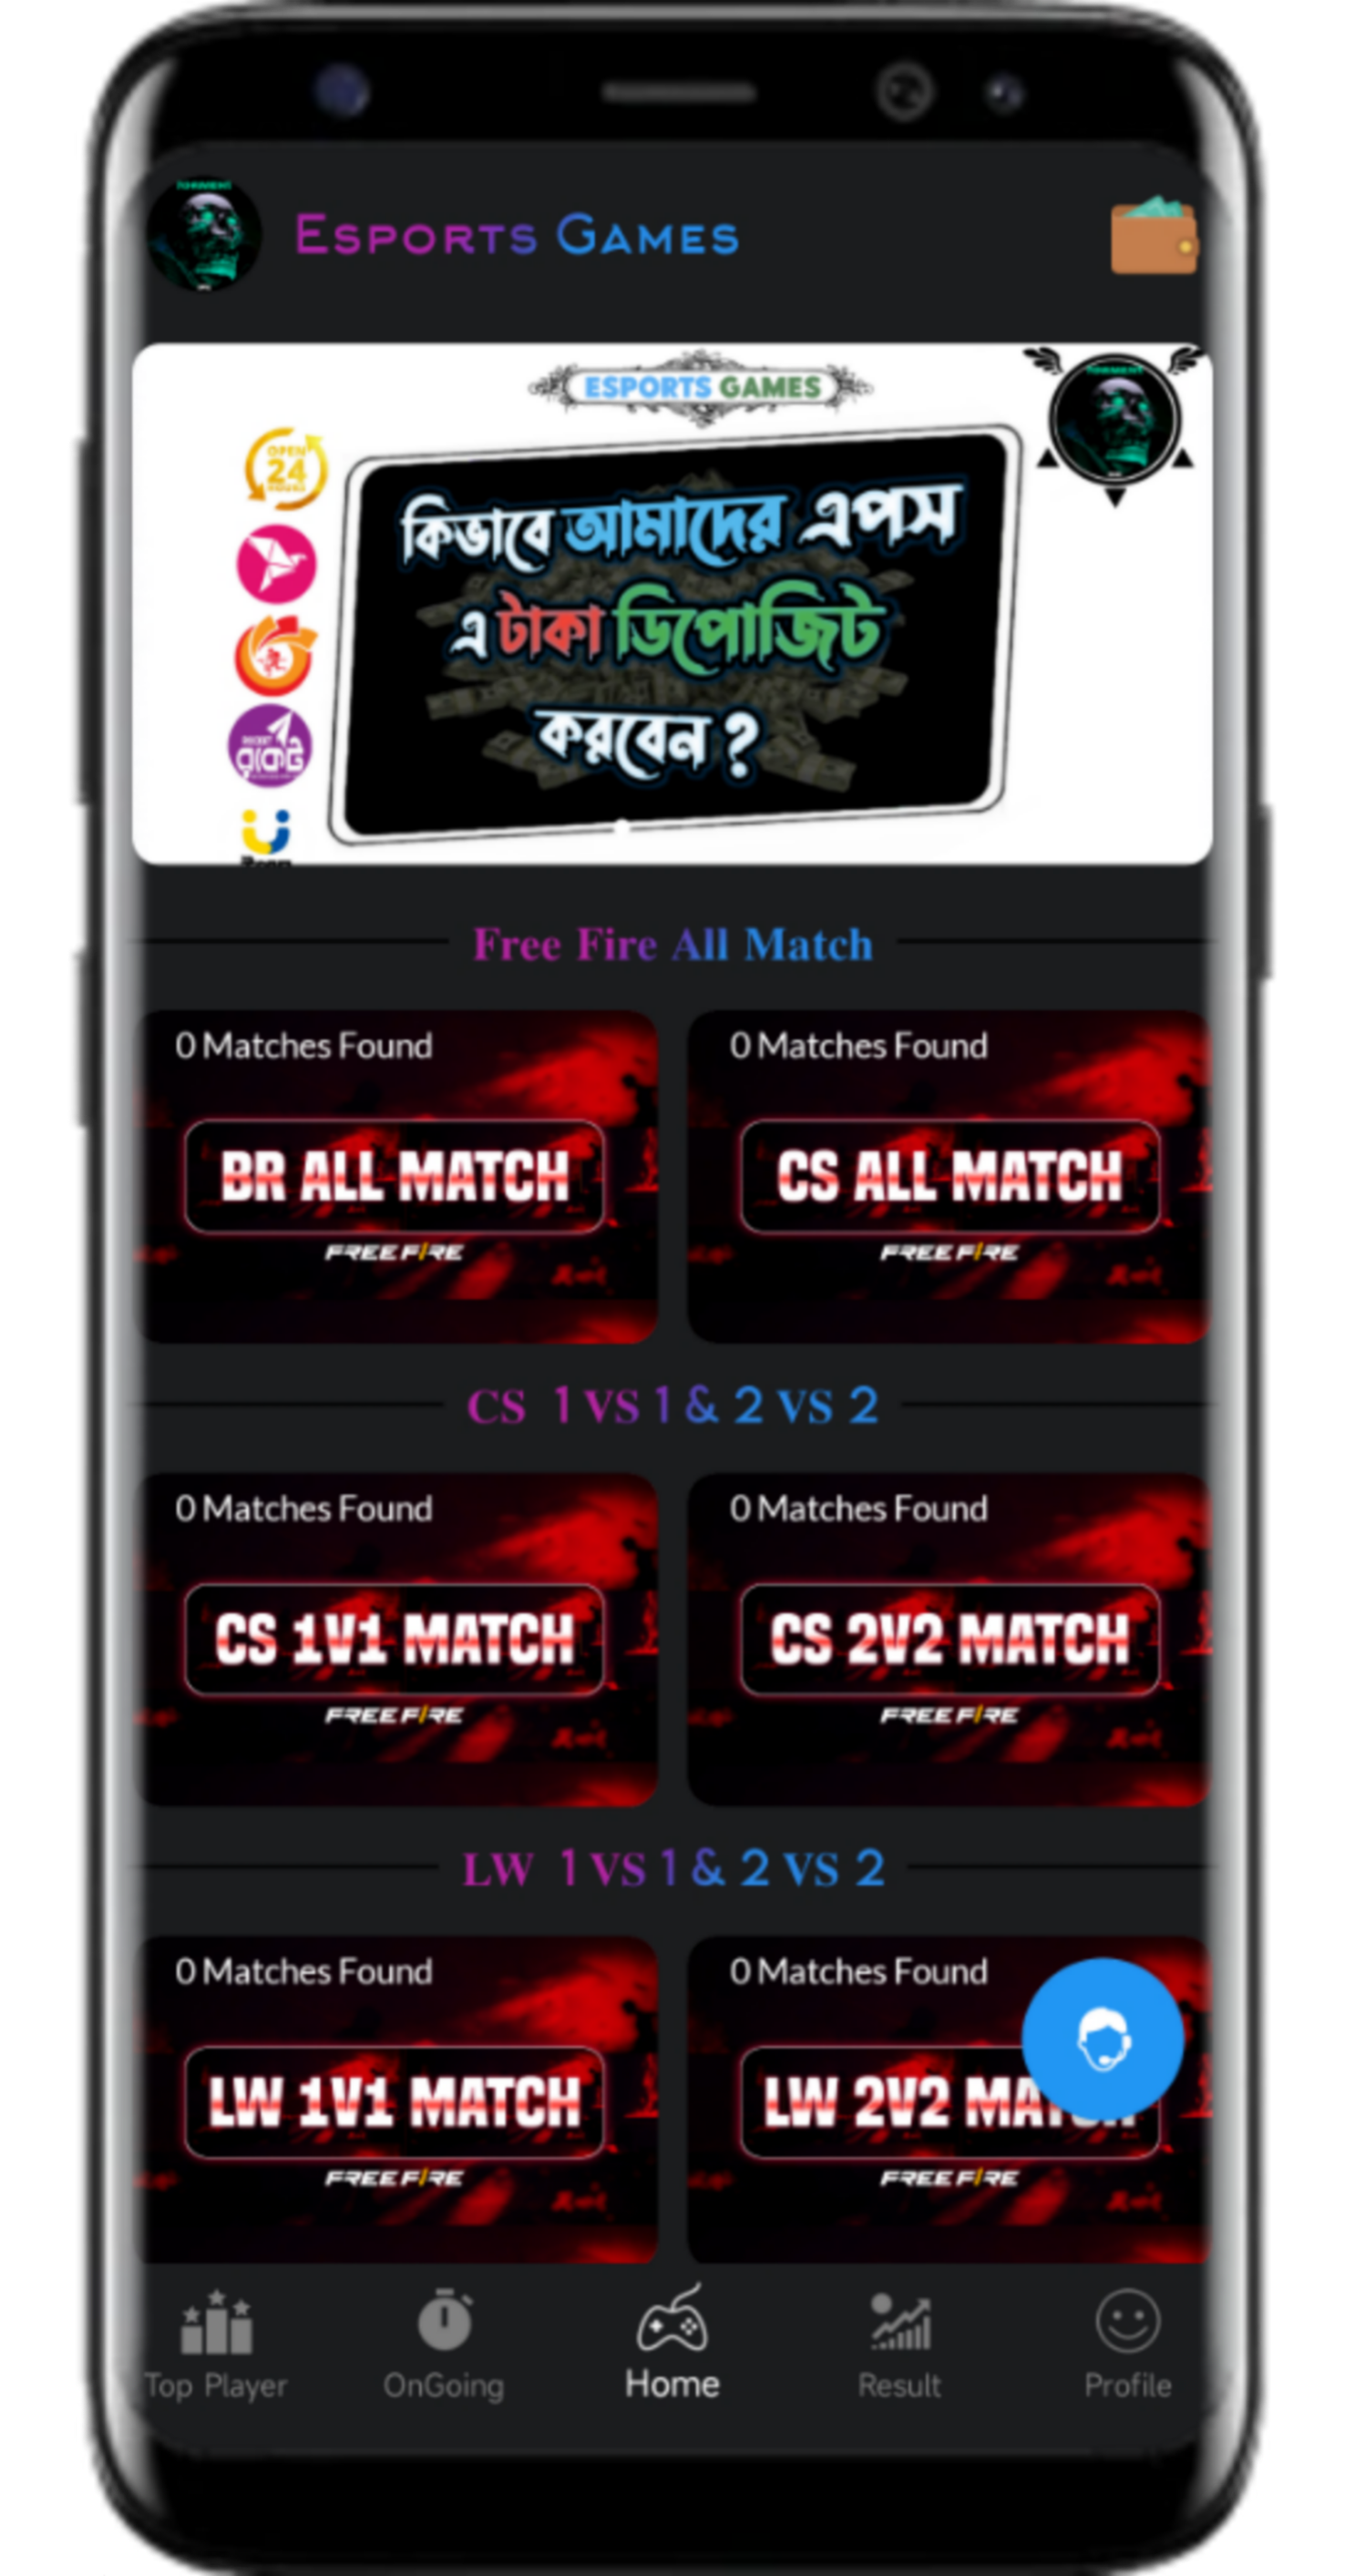 ESPORTS GAMES
ESPORTS GAMES
OPEN
24
কিভাবে আমাদের এপস
এ টাকা ডিপোজিট
করবেন ?
রকেট
Free Fire All Match
0 Matches Found
BR ALL MATCH
FREE FIRE
0 Matches Found
CS ALL MATCH
FREE FIRE
CS 1 VS 1 & 2 VS 2
0 Matches Found
CS 1V1 MATCH
FREE FIRE
0 Matches Found
CS 2V2 MATCH
FREE FIRE
LW 1 VS 1 & 2 VS 2
0 Matches Found
LW 1V1 MATCH
FREE FIRE
0 Matches Found
LW 2V2 MATCH
FREE FIRE
Top Player
OnGoing
Home
Result
Profile